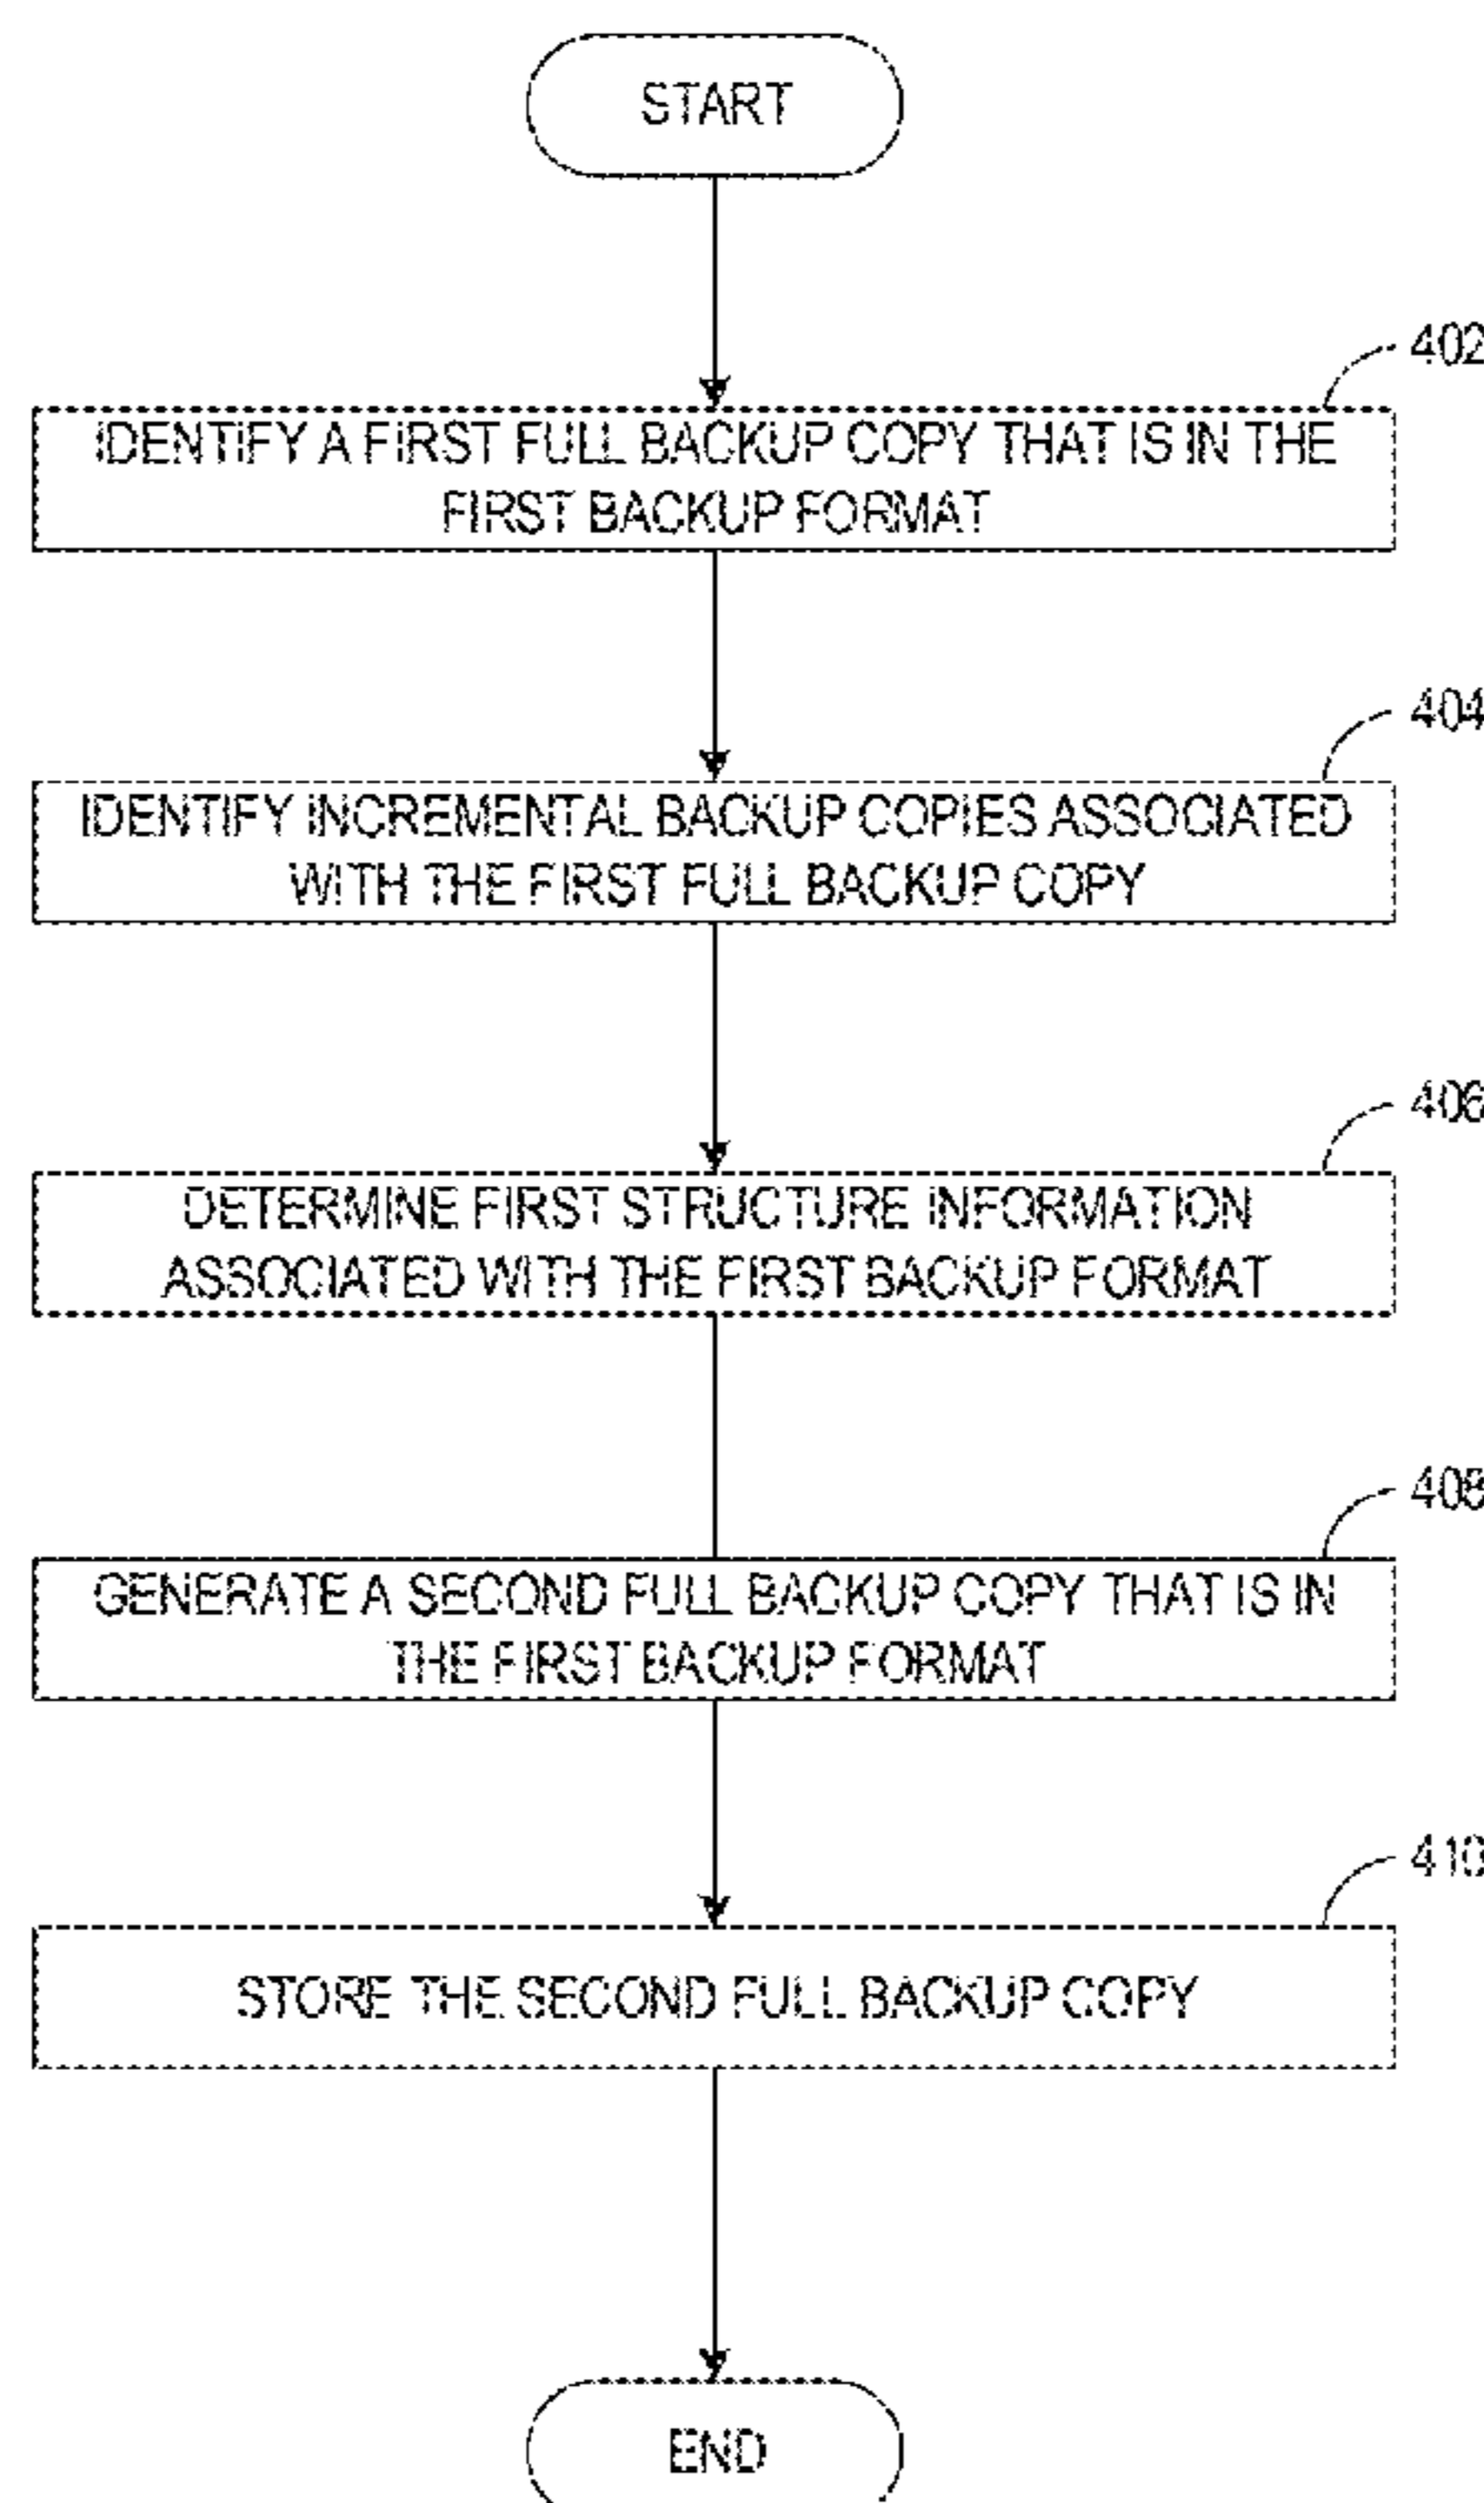 START
402
IDENTIFY A FIRST FULL BACKUP COPY THAT IS IN THE
FIRST BACKUP FORMAT
404
IDENTIFY INCREMENTAL BACKUP COPIES ASSOCIATED
WITH THE FIRST FULL BACKUP COPY
406
DETERMINE FIRST STRUCTURE INFORMATION
ASSOCIATED WITH THE FIRST BACKUP FORMAT
408
GENERATE A SECOND FULL BACKUP COPY THAT IS IN
THE FIRST BACKUP FORMAT
410
STORE THE SECOND FULL BACKUP COPY
END